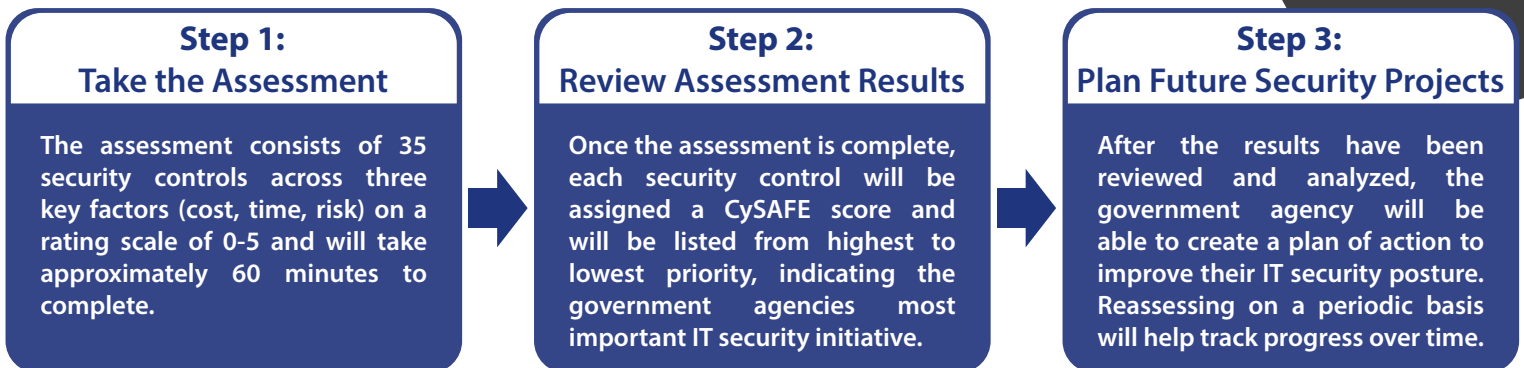 Step 1:
Take the Assessment
The assessment consists of 35
security controls across three
key factors (cost, time, risk) on a
rating scale of 0-5 and will take
approximately 60 minutes to
complete.
Step 2:
Review Assessment Results
Once the assessment is complete,
each security control will be
assigned a CySAFE score and
will be listed from highest to
lowest priority, indicating the
government agencies most
important IT security initiative.
Step 3:
Plan Future Security Projects
After the results have been
reviewed and analyzed, the
government agency will be
able to create a plan of action to
improve their IT security posture.
Reassessing on a periodic basis
will help track progress over time.